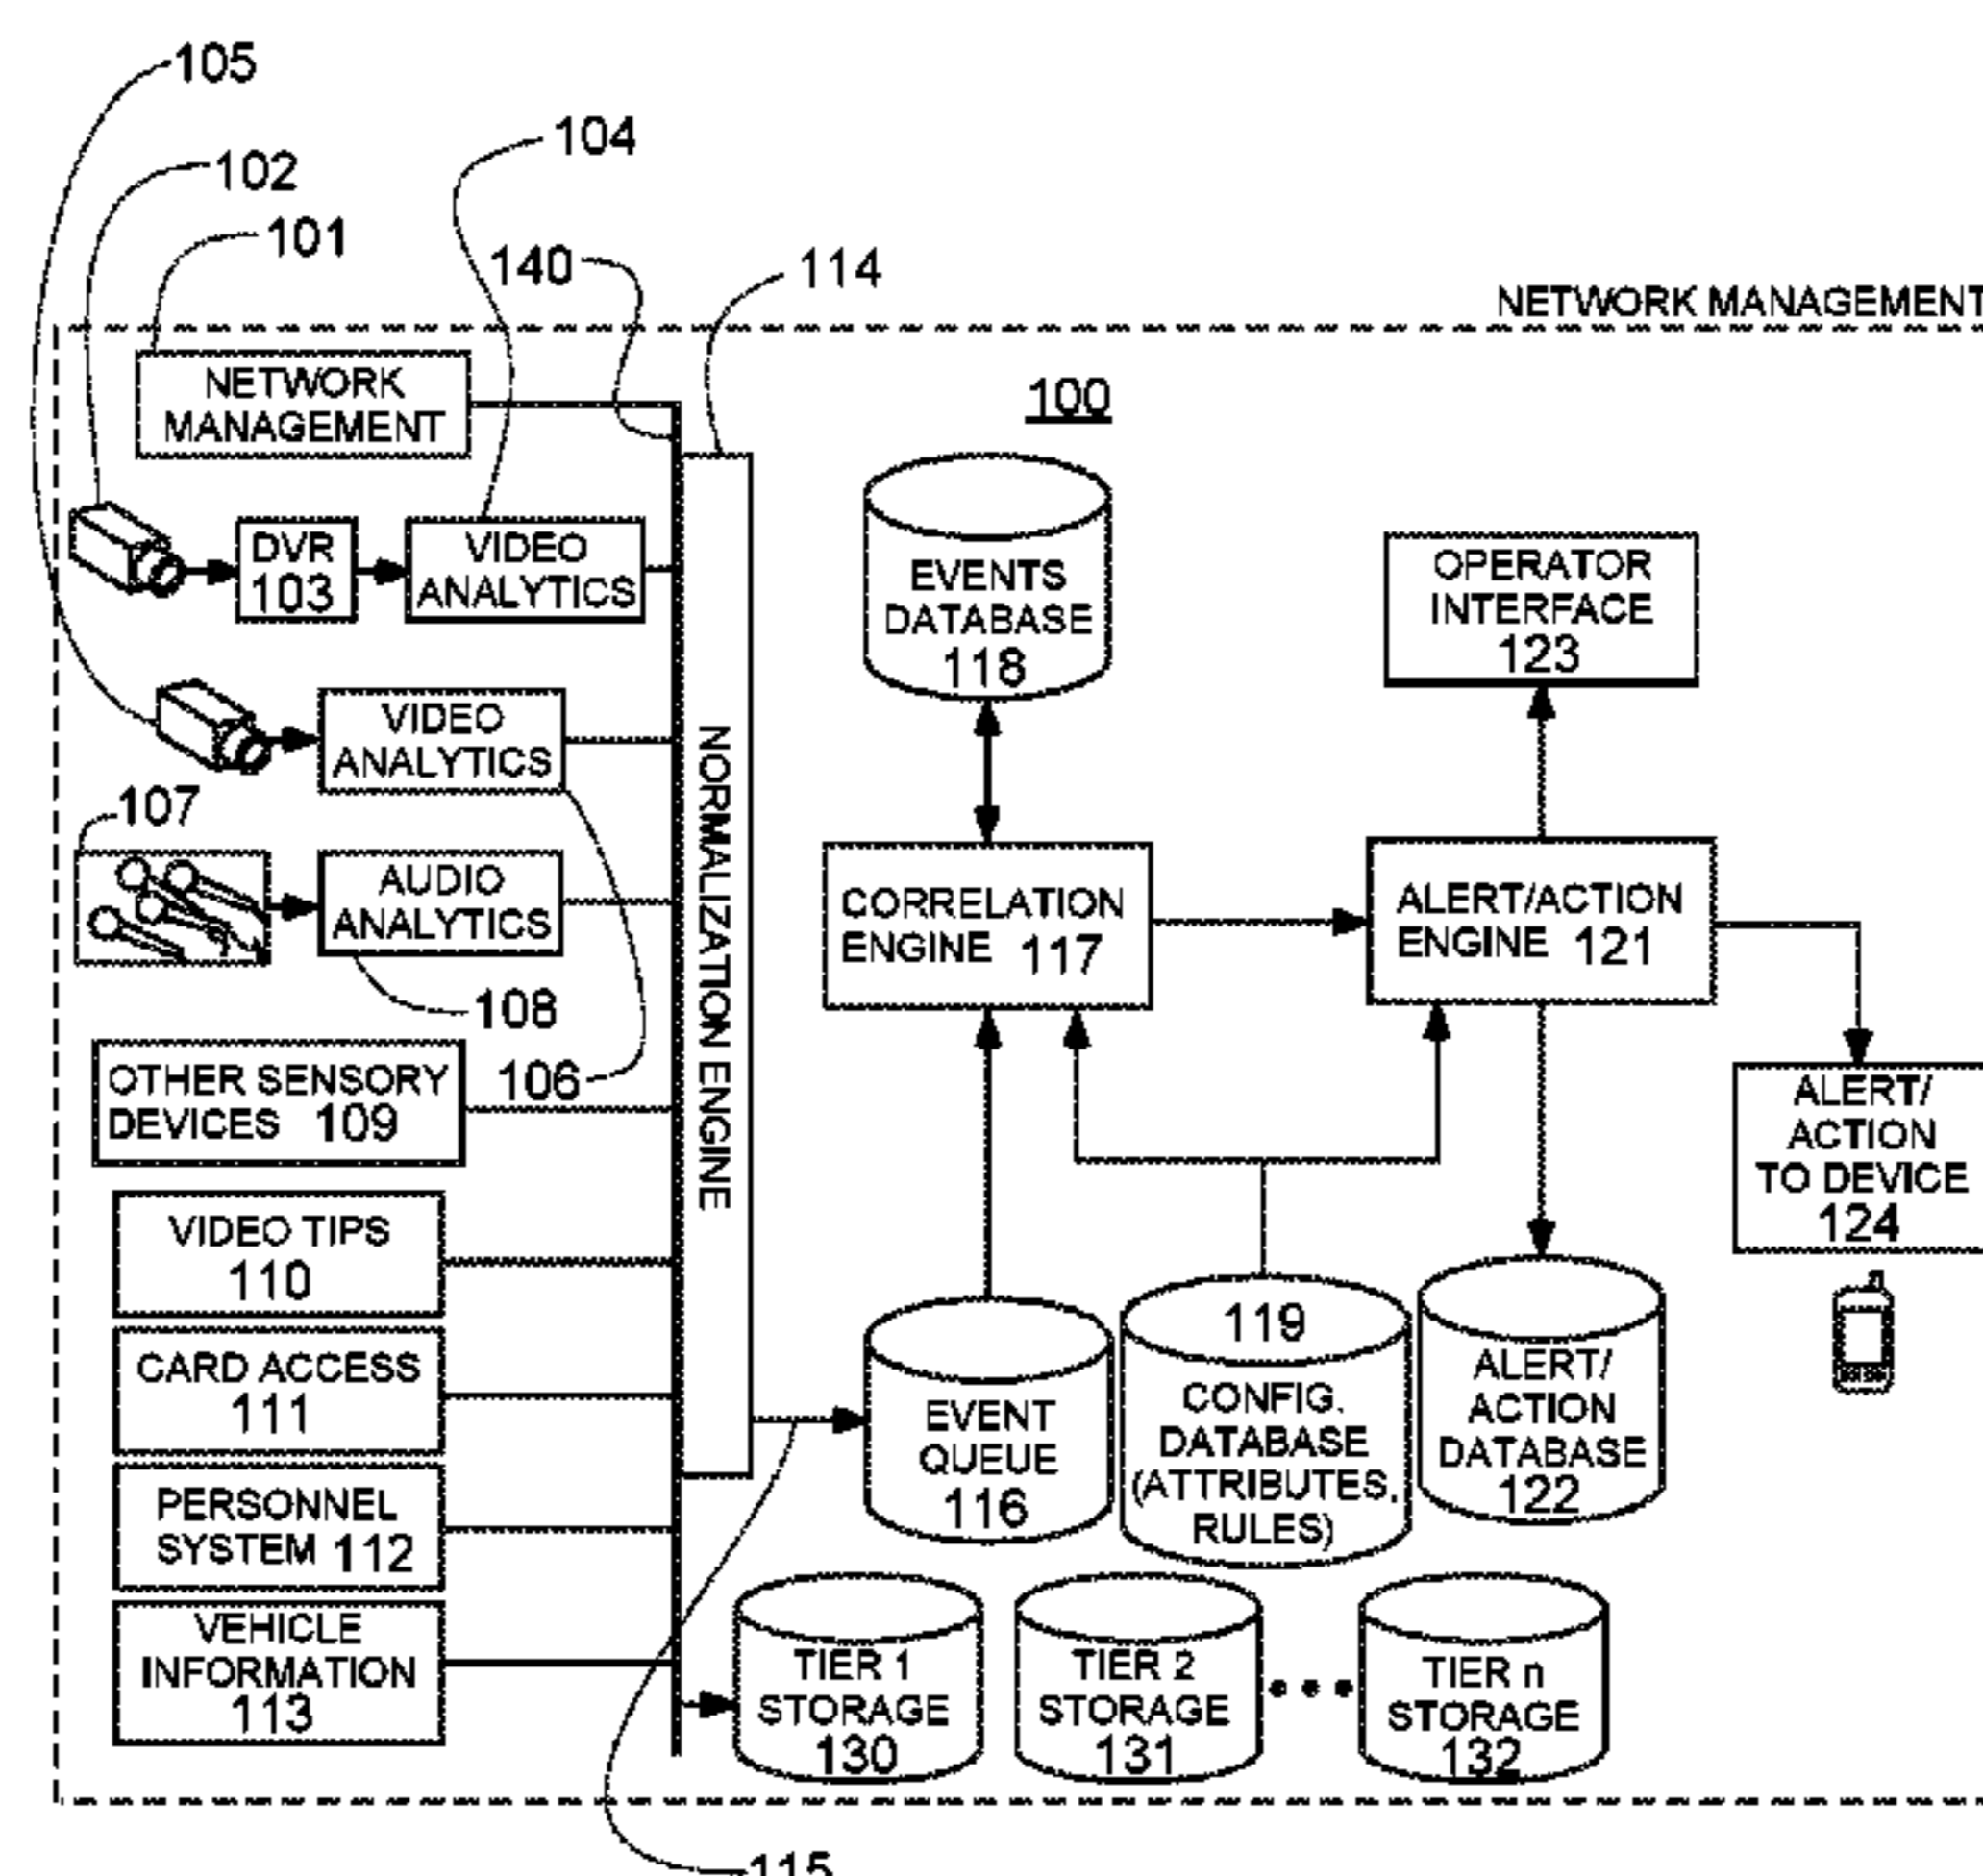 105
104
102
101
140
114
NETWORK MANAGEMENT
NETWORK
MANAGEMENT
100
DVR
103
VIDEO
ANALYTICS
EVENTS
DATABASE
118
OPERATOR
INTERFACE
123
VIDEO
ANALYTICS
107
AUDIO
ANALYTICS
108
NORMALIZATION ENGINE
CORRELATION
ENGINE 117
ALERT/ACTION
ENGINE 121
OTHER SENSORY
DEVICES 109
106
ALERT/
ACTION
TO DEVICE
124
VIDEO TIPS
110
CARD ACCESS
111
PERSONNEL
SYSTEM 112
VEHICLE
INFORMATION
113
EVENT
QUEUE
116
119
CONFIG.
DATABASE
(ATTRIBUTES,
RULES)
ALERT/
ACTION
DATABASE
122
TIER 1
STORAGE
130
TIER 2
STORAGE
131
TIER n
STORAGE
132
115